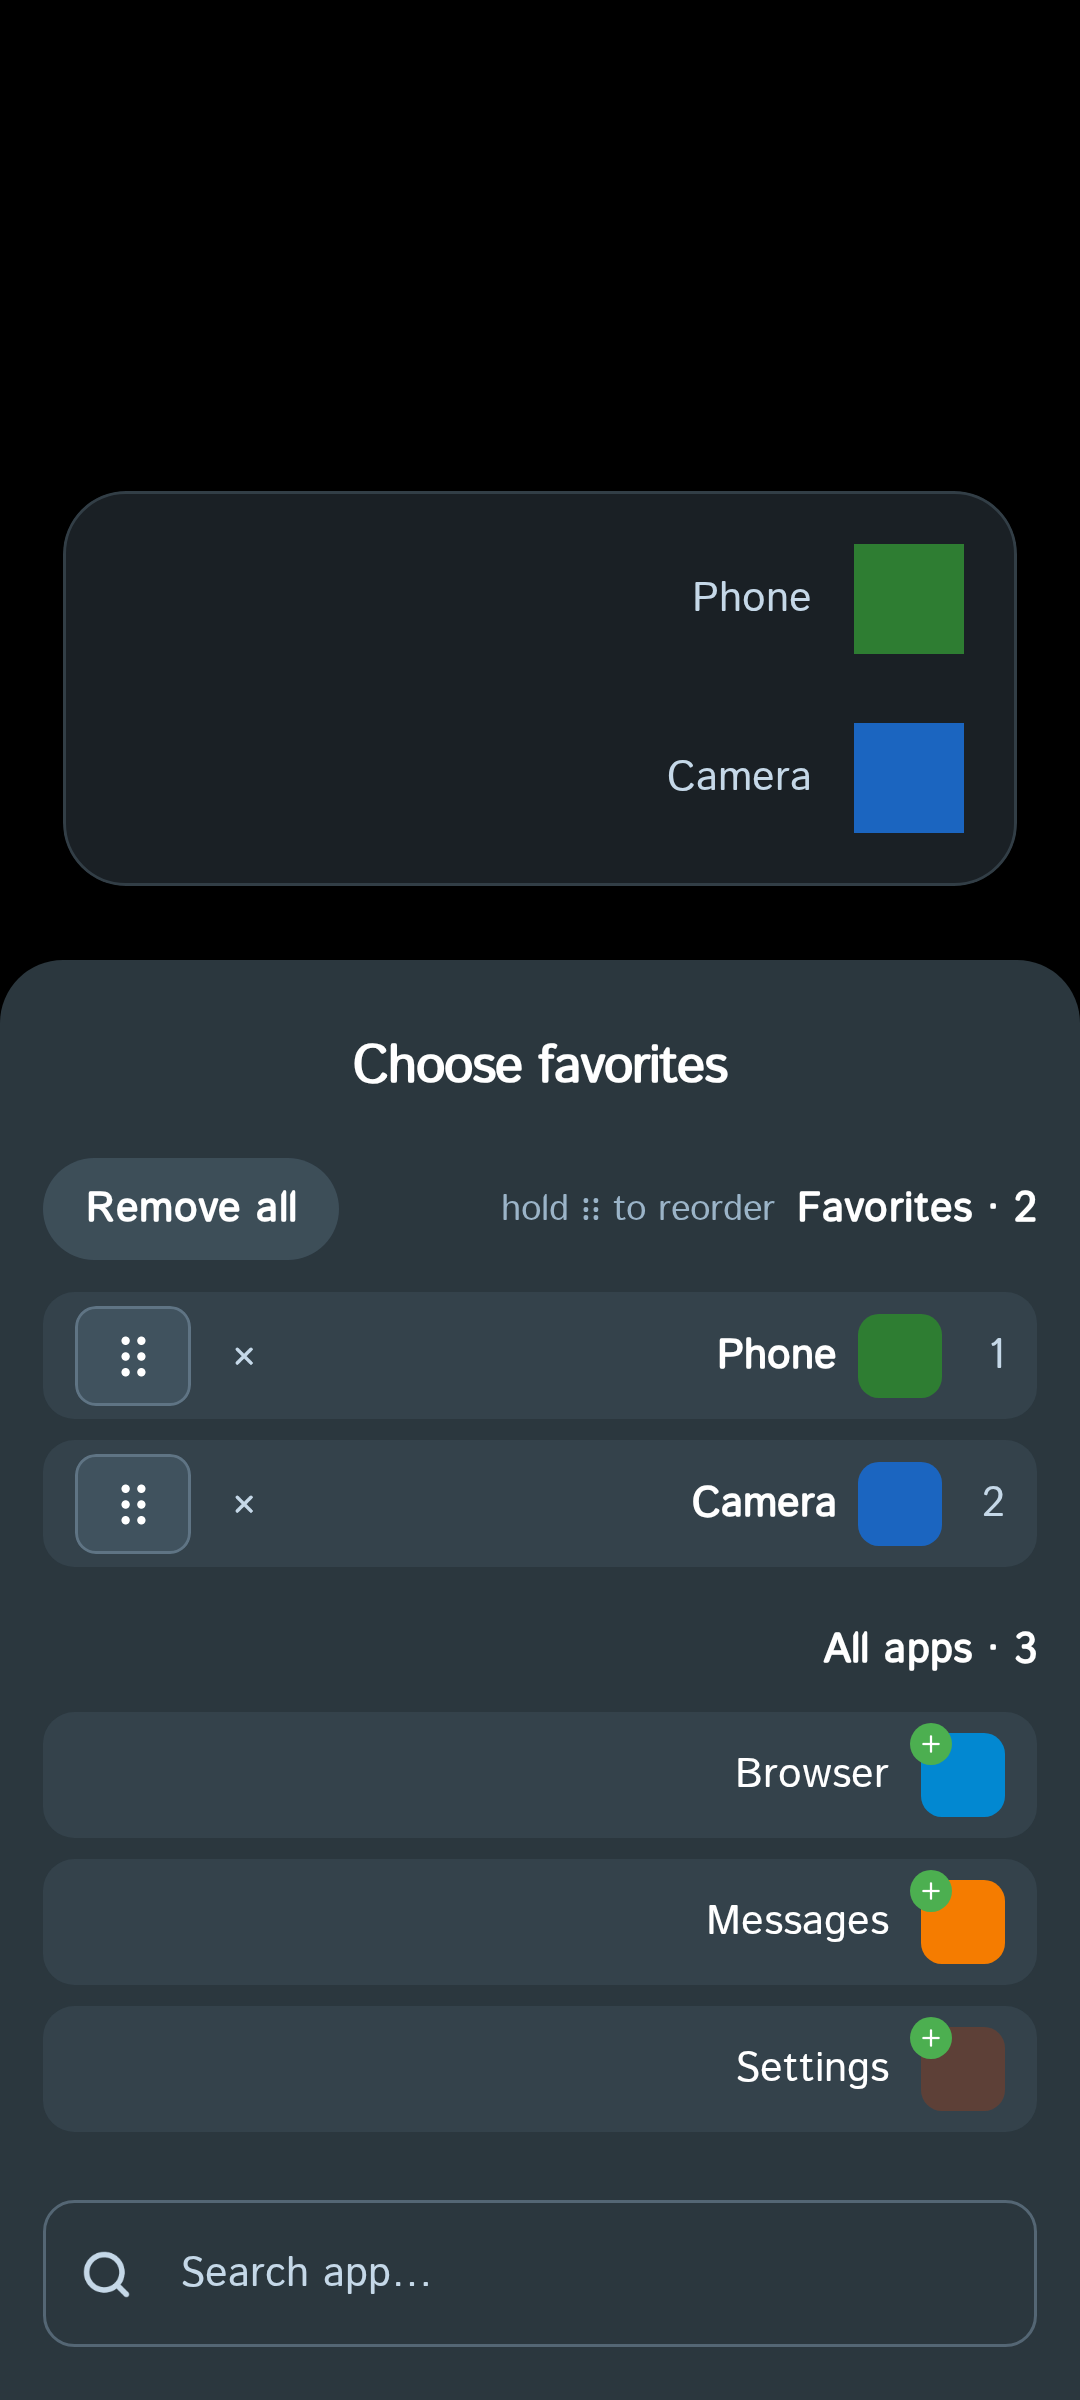 Phone
Camera
Choose favorites
Remove all
hold ⠿ to reorder
Favorites · 2
× Phone 1
× Camera 2
All apps · 3
Browser
Messages
Settings
Search app...